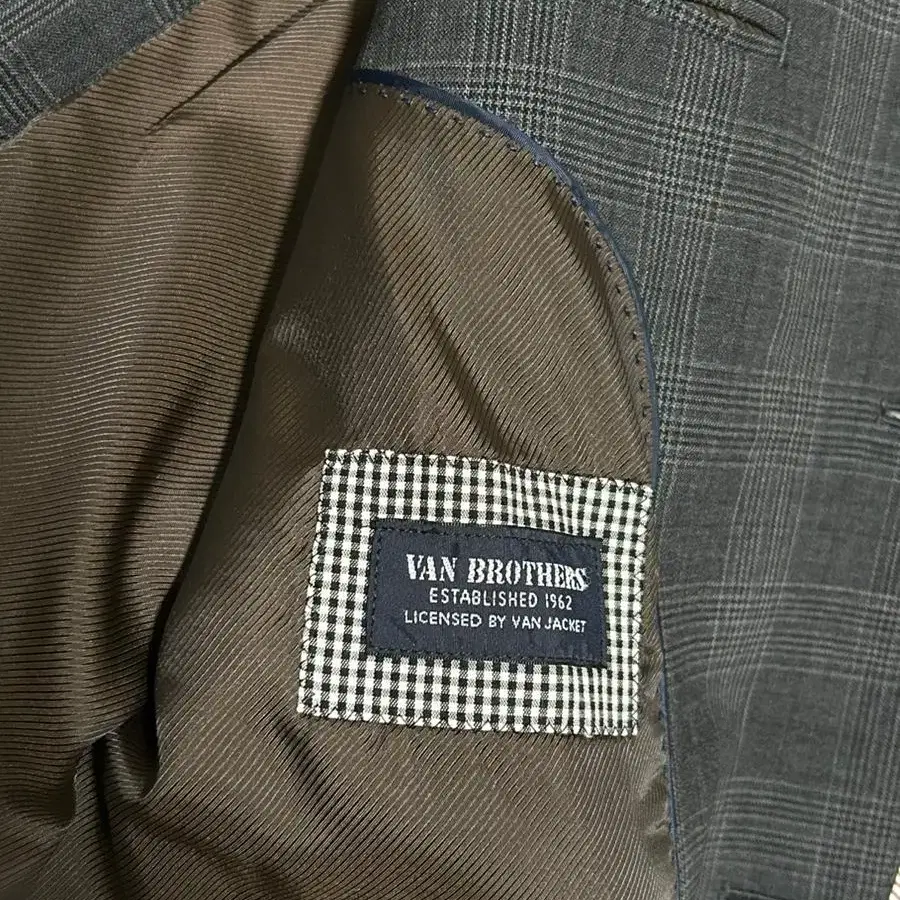 VAN BROTHERS
ESTABLISHED 1962
LICENSED BY VAN JACKET